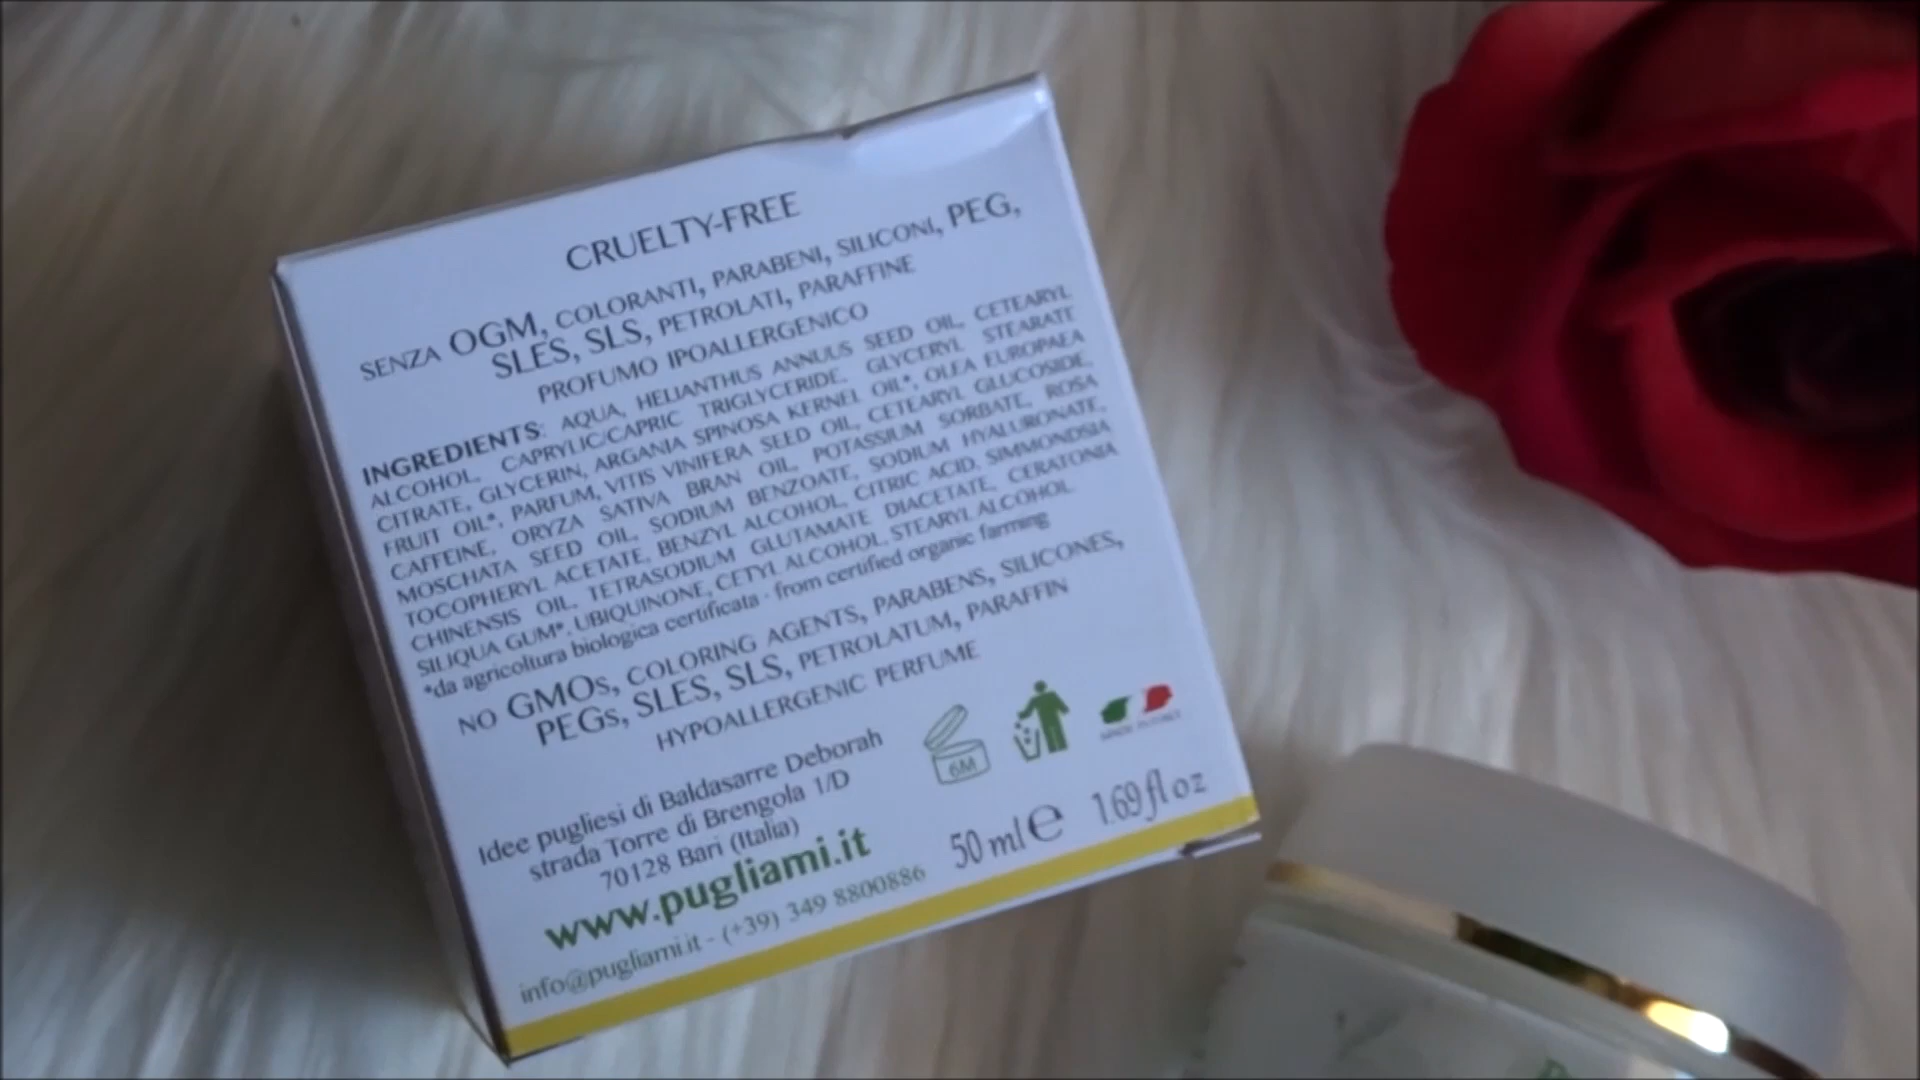 CRUELTY-FREE
SENZA OGM, COLORANTI, PARABENI, SILICONI, PEG,
SLES, SLS, PETROLATI, PARAFFINE
PROFUMO IPOALLERGENICO
INGREDIENTS: AQUA, HELIANTHUS ANNUUS SEED OIL, CETEARYL
ALCOHOL, CAPRYLIC/CAPRIC TRIGLYCERIDE, GLYCERYL STEARATE
CITRATE, GLYCERIN, ARGANIA SPINOSA KERNEL OIL*, OLEA EUROPAEA
FRUIT OIL*, PARFUM, VITIS VINIFERA SEED OIL, CETEARYL GLUCOSIDE,
CAFFEINE, ORYZA SATIVA BRAN OIL, POTASSIUM SORBATE, ROSA
MOSCHATA SEED OIL, SODIUM BENZOATE, SODIUM HYALURONATE,
TOCOPHERYL ACETATE, BENZYL ALCOHOL, CITRIC ACID, SIMMONDSIA
CHINENSIS OIL, TETRASODIUM GLUTAMATE DIACETATE, CERATONIA
SILIQUA GUM*, UBIQUINONE, CETYL ALCOHOL, STEARYL ALCOHOL
*da agricoltura biologica certificata - from certified organic farming
NO GMOs, COLORING AGENTS, PARABENS, SILICONES,
PEGs, SLES, SLS, PETROLATUM, PARAFFIN
HYPOALLERGENIC PERFUME
Idee pugliesi di Baldasarre Deborah
strada Torre di Brengola 1/D
70128 Bari (Italia)
www.pugliami.it
info@pugliami.it - (+39) 349 8800886
6M
MADE IN ITALY
50 ml e 1.69 fl oz